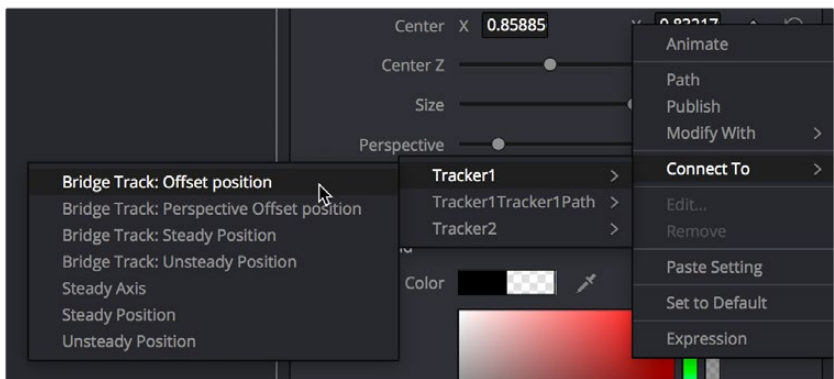 Center X 0.85885 Y 0.83217
Center Z
Size
Perspective
Color
Animate
Path
Publish
Modify With >
Connect To >
Edit...
Remove
Paste Setting
Set to Default
Expression
Tracker1 >
Tracker1Tracker1Path >
Tracker2 >
Bridge Track: Offset position
Bridge Track: Perspective Offset position
Bridge Track: Steady Position
Bridge Track: Unsteady Position
Steady Axis
Steady Position
Unsteady Position